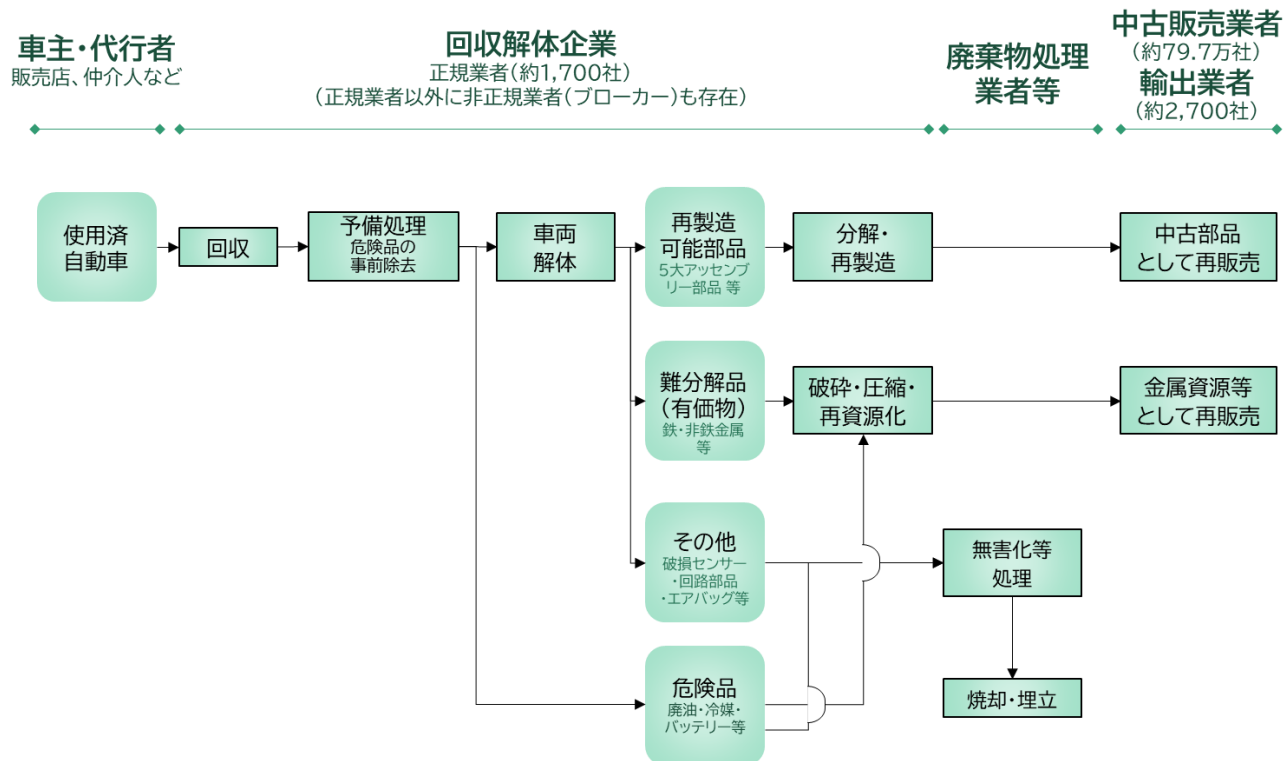 車主・代行者
販売店、仲介人など
回収解体企業
正規業者(約1,700社)
(正規業者以外に非正規業者(ブローカー)も存在)
廃棄物処理
業者等
中古販売業者
(約79.7万社)
輸出業者
(約2,700社)
使用済
自動車
回収
予備処理
危険品の
事前除去
車両
解体
再製造
可能部品
5大アッセンブ
リー部品 等
分解・
再製造
中古部品
として再販売
難分解品
(有価物)
鉄・非鉄金属
等
破砕・圧縮・
再資源化
金属資源等
として再販売
その他
破損センサー
・回路部品
・エアバッグ等
無害化等
処理
危険品
廃油・冷媒・
バッテリー等
焼却・埋立